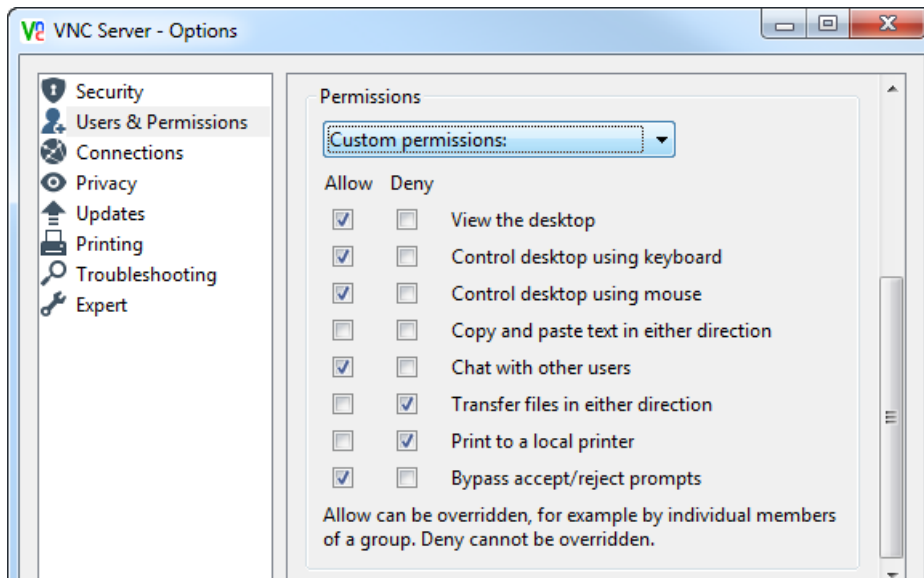 VNC Server - Options
Security
Users & Permissions
Connections
Privacy
Updates
Printing
Troubleshooting
Expert
Permissions
Custom permissions:
Allow Deny
View the desktop
Control desktop using keyboard
Control desktop using mouse
Copy and paste text in either direction
Chat with other users
Transfer files in either direction
Print to a local printer
Bypass accept/reject prompts
Allow can be overridden, for example by individual members
of a group. Deny cannot be overridden.